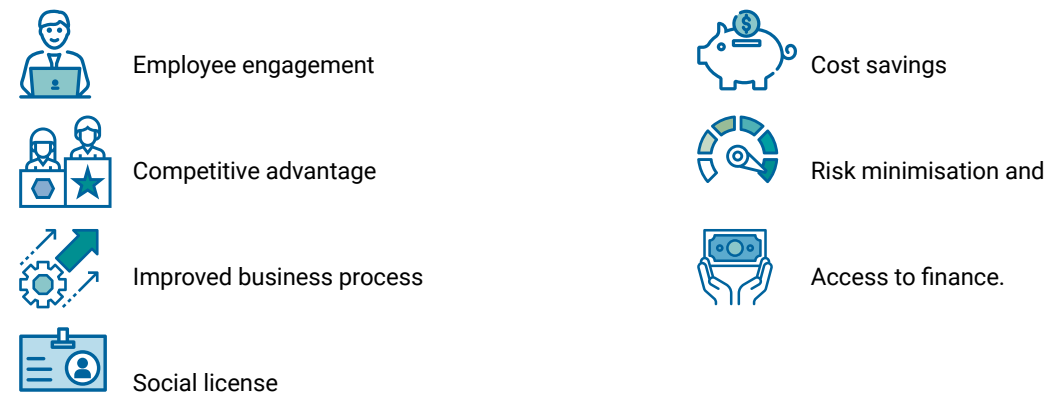 Employee engagement
Competitive advantage
Improved business process
Social license
Cost savings
Risk minimisation and
Access to finance.